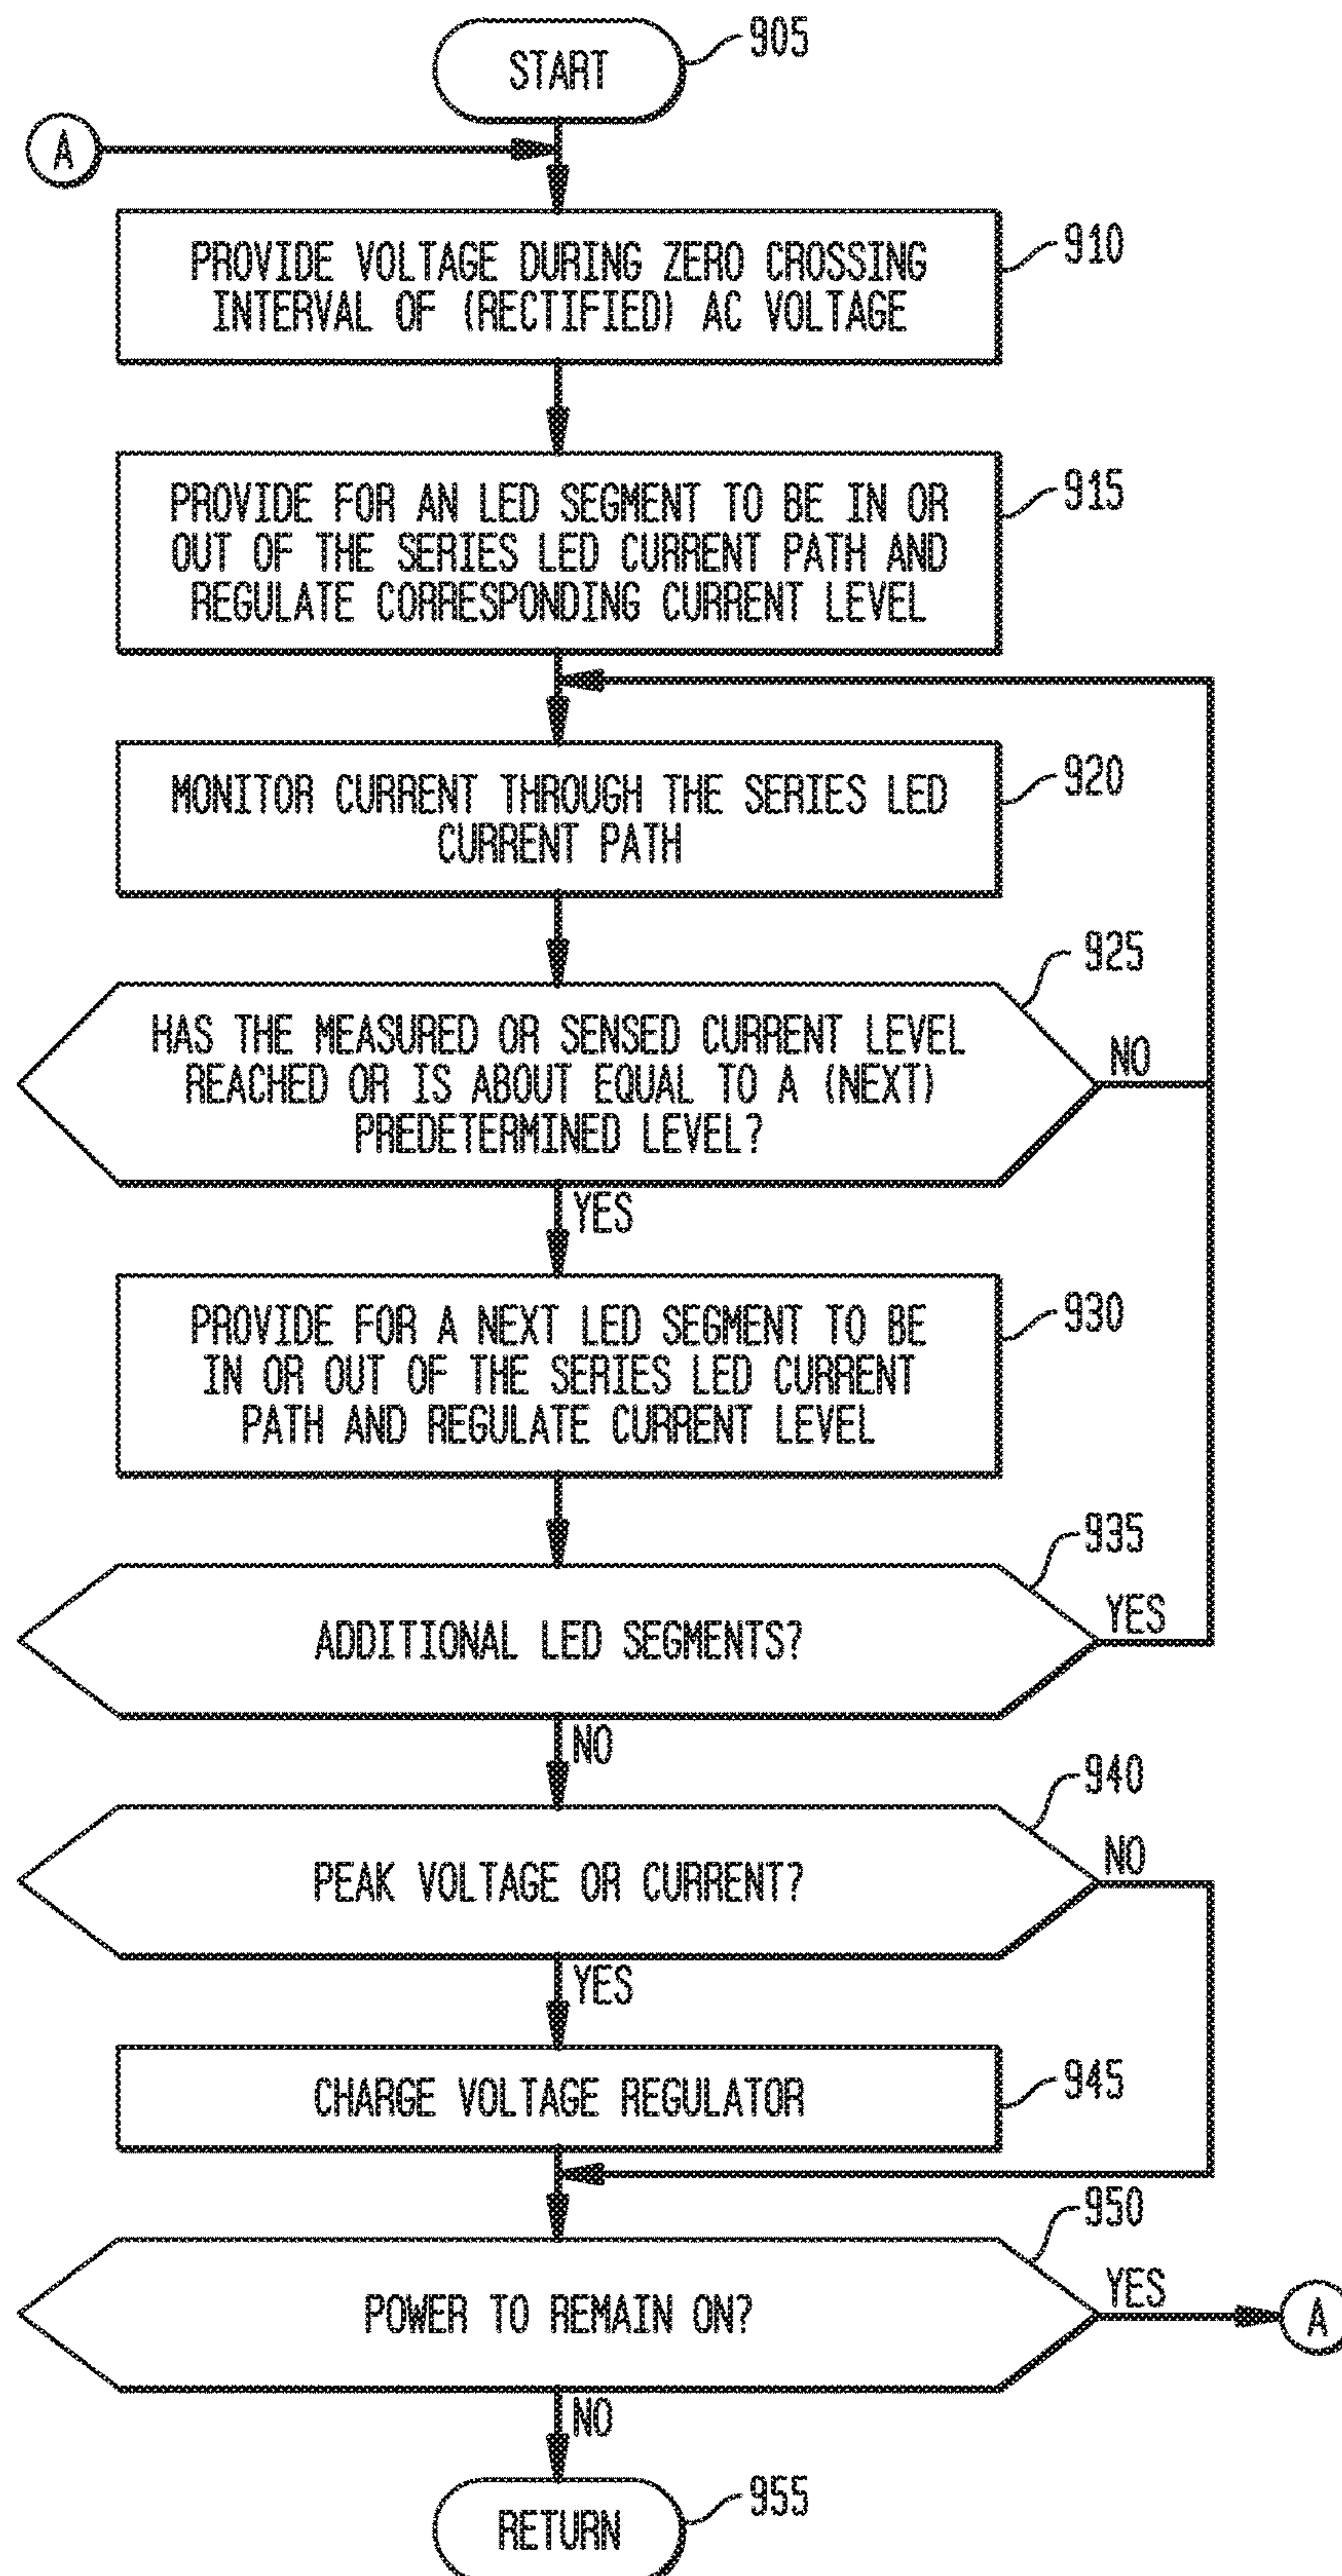 START
905
A
PROVIDE VOLTAGE DURING ZERO CROSSING
INTERVAL OF (RECTIFIED) AC VOLTAGE
910
PROVIDE FOR AN LED SEGMENT TO BE IN OR
OUT OF THE SERIES LED CURRENT PATH AND
REGULATE CORRESPONDING CURRENT LEVEL
915
MONITOR CURRENT THROUGH THE SERIES LED
CURRENT PATH
920
925
HAS THE MEASURED OR SENSED CURRENT LEVEL
REACHED OR IS ABOUT EQUAL TO A (NEXT)
PREDETERMINED LEVEL?
NO
YES
PROVIDE FOR A NEXT LED SEGMENT TO BE
IN OR OUT OF THE SERIES LED CURRENT
PATH AND REGULATE CURRENT LEVEL
930
935
ADDITIONAL LED SEGMENTS?
YES
NO
940
PEAK VOLTAGE OR CURRENT?
NO
YES
CHARGE VOLTAGE REGULATOR
945
950
POWER TO REMAIN ON?
YES
A
NO
RETURN
955